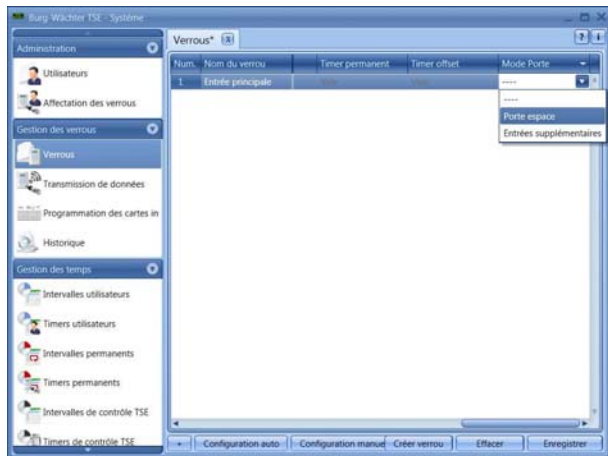 Burg Wächter TSE - Système
Administration
Utilisateurs
Affectation des verrous
Gestion des verrous
Verrous
Transmission de données
Programmation des cartes in
Historique
Gestion des temps
Intervalles utilisateurs
Timers utilisateurs
Intervalles permanents
Timers permanents
Intervalles de contrôle TSE
Timers de contrôle TSE
Verrous*
? i
Num. Nom du verrou Timer permanent Timer offset Mode Porte
1 Entrée principale ----
----
Porte espace
Entrées supplémentaires
+ Configuration auto Configuration manue Créer verrou Effacer Enregistrer